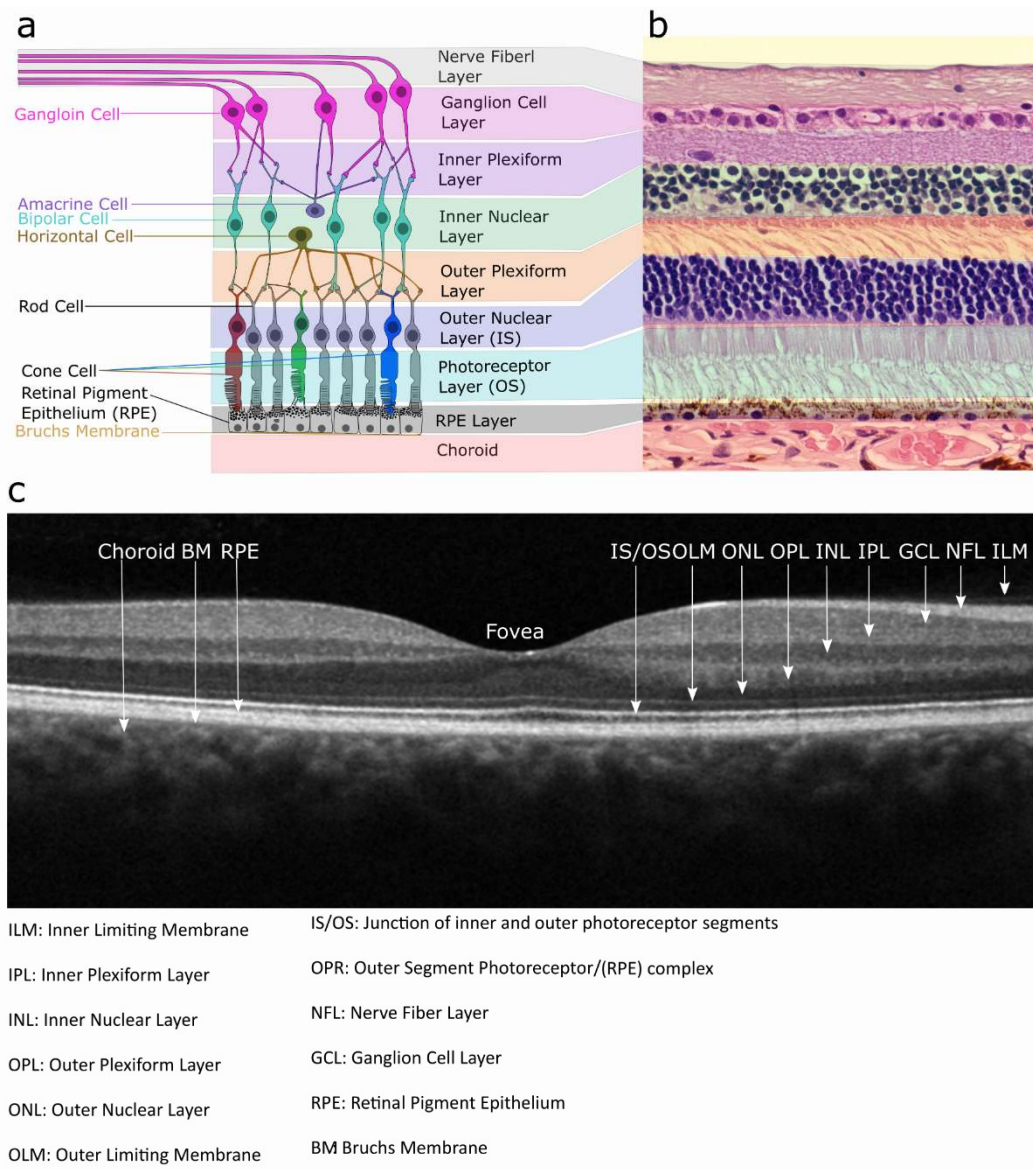 a
b
Nerve Fiberl
Layer
Gangloin Cell
Ganglion Cell
Layer
Inner Plexiform
Layer
Amacrine Cell
Bipolar Cell
Horizontal Cell
Inner Nuclear
Layer
Outer Plexiform
Layer
Rod Cell
Outer Nuclear
Layer (IS)
Cone Cell
Photoreceptor
Layer (OS)
Retinal Pigment
Epithelium (RPE)
RPE Layer
Bruchs Membrane
Choroid
c
Choroid BM RPE
IS/OS OLM ONL OPL INL IPL GCL NFL ILM
Fovea
ILM: Inner Limiting Membrane
IPL: Inner Plexiform Layer
INL: Inner Nuclear Layer
OPL: Outer Plexiform Layer
ONL: Outer Nuclear Layer
OLM: Outer Limiting Membrane
IS/OS: Junction of inner and outer photoreceptor segments
OPR: Outer Segment Photoreceptor/(RPE) complex
NFL: Nerve Fiber Layer
GCL: Ganglion Cell Layer
RPE: Retinal Pigment Epithelium
BM Bruchs Membrane